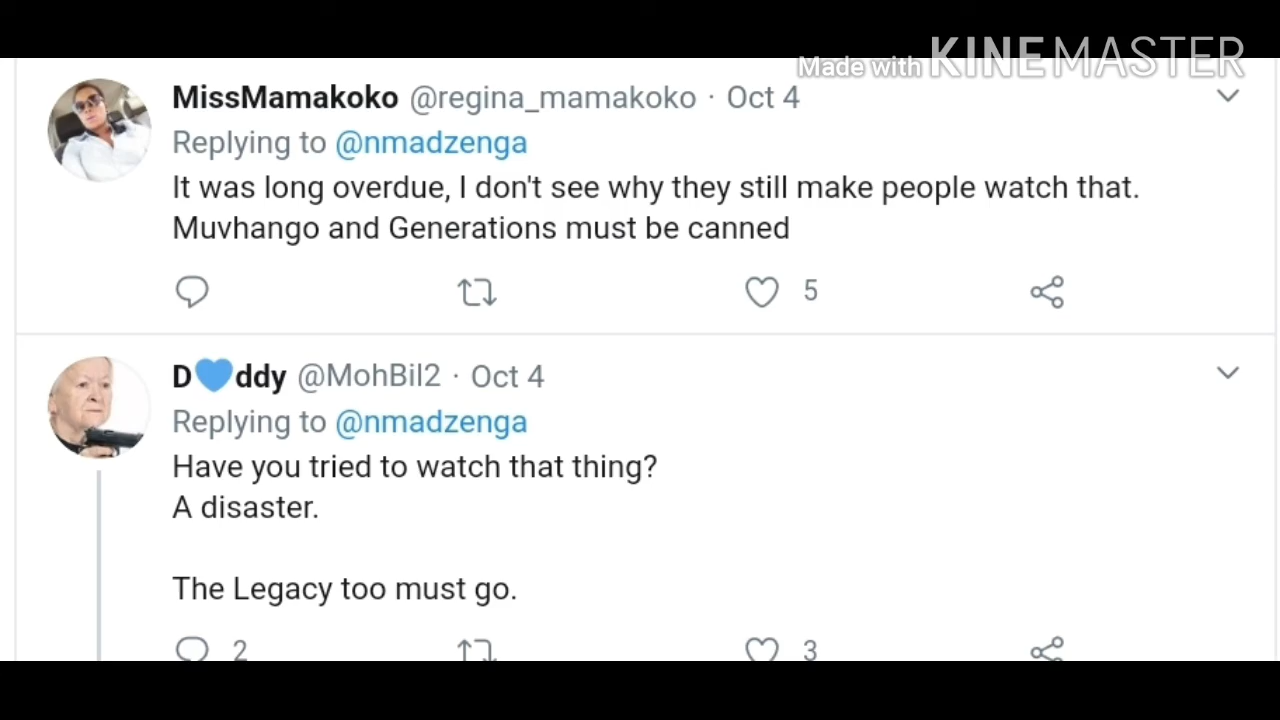 Made with KINEMASTER
MissMamakoko @regina_mamakoko · Oct 4
Replying to @nmadzenga
It was long overdue, I don't see why they still make people watch that.
Muvhango and Generations must be canned
5
D💙ddy @MohBil2 · Oct 4
Replying to @nmadzenga
Have you tried to watch that thing?
A disaster.
The Legacy too must go.
2 3